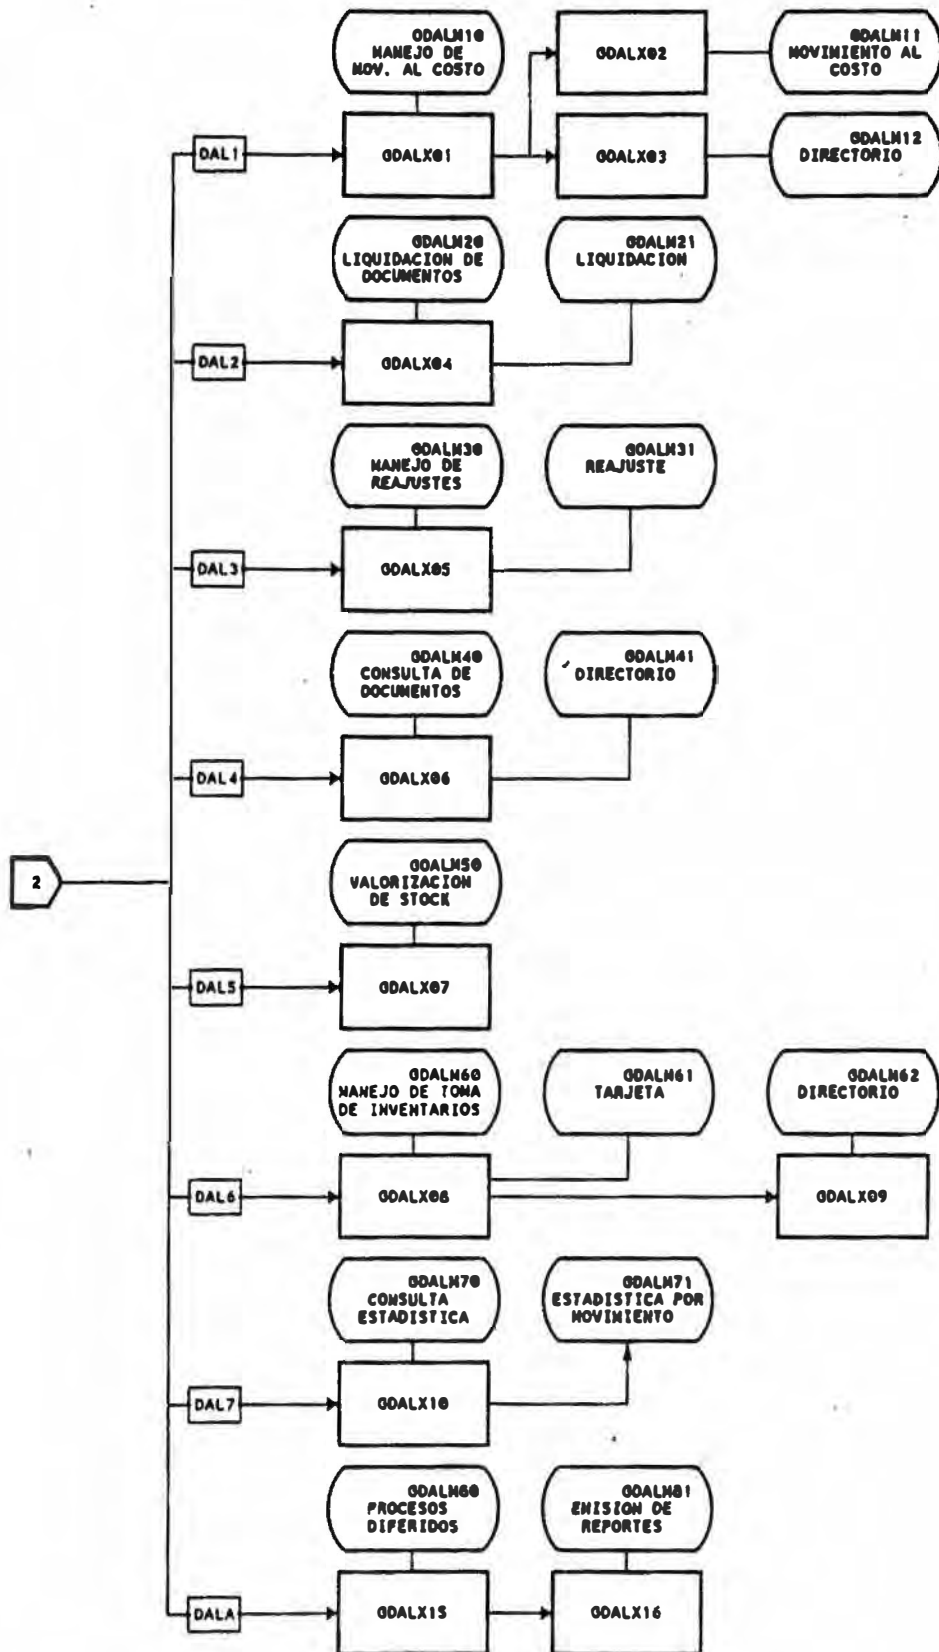 GDALM10
MANEJO DE
MOV. AL COSTO
GDALX02
GDALM11
MOVIMIENTO AL
COSTO
DAL1
GDALX01
GDALX03
GDALM12
DIRECTORIO
GDALM20
LIQUIDACION DE
DOCUMENTOS
GDALM21
LIQUIDACION
DAL2
GDALX04
GDALM30
MANEJO DE
REAJUSTES
GDALM31
REAJUSTE
DAL3
GDALX05
GDALM40
CONSULTA DE
DOCUMENTOS
GDALM41
DIRECTORIO
DAL4
GDALX06
2
GDALM50
VALORIZACION
DE STOCK
DAL5
GDALX07
GDALM60
MANEJO DE TOMA
DE INVENTARIOS
GDALM61
TARJETA
GDALM62
DIRECTORIO
DAL6
GDALX08
GDALX09
GDALM70
CONSULTA
ESTADISTICA
GDALM71
ESTADISTICA POR
MOVIMIENTO
DAL7
GDALX10
GDALM80
PROCESOS
DIFERIDOS
GDALM81
EMISION DE
REPORTES
DALA
GDALX15
GDALX16